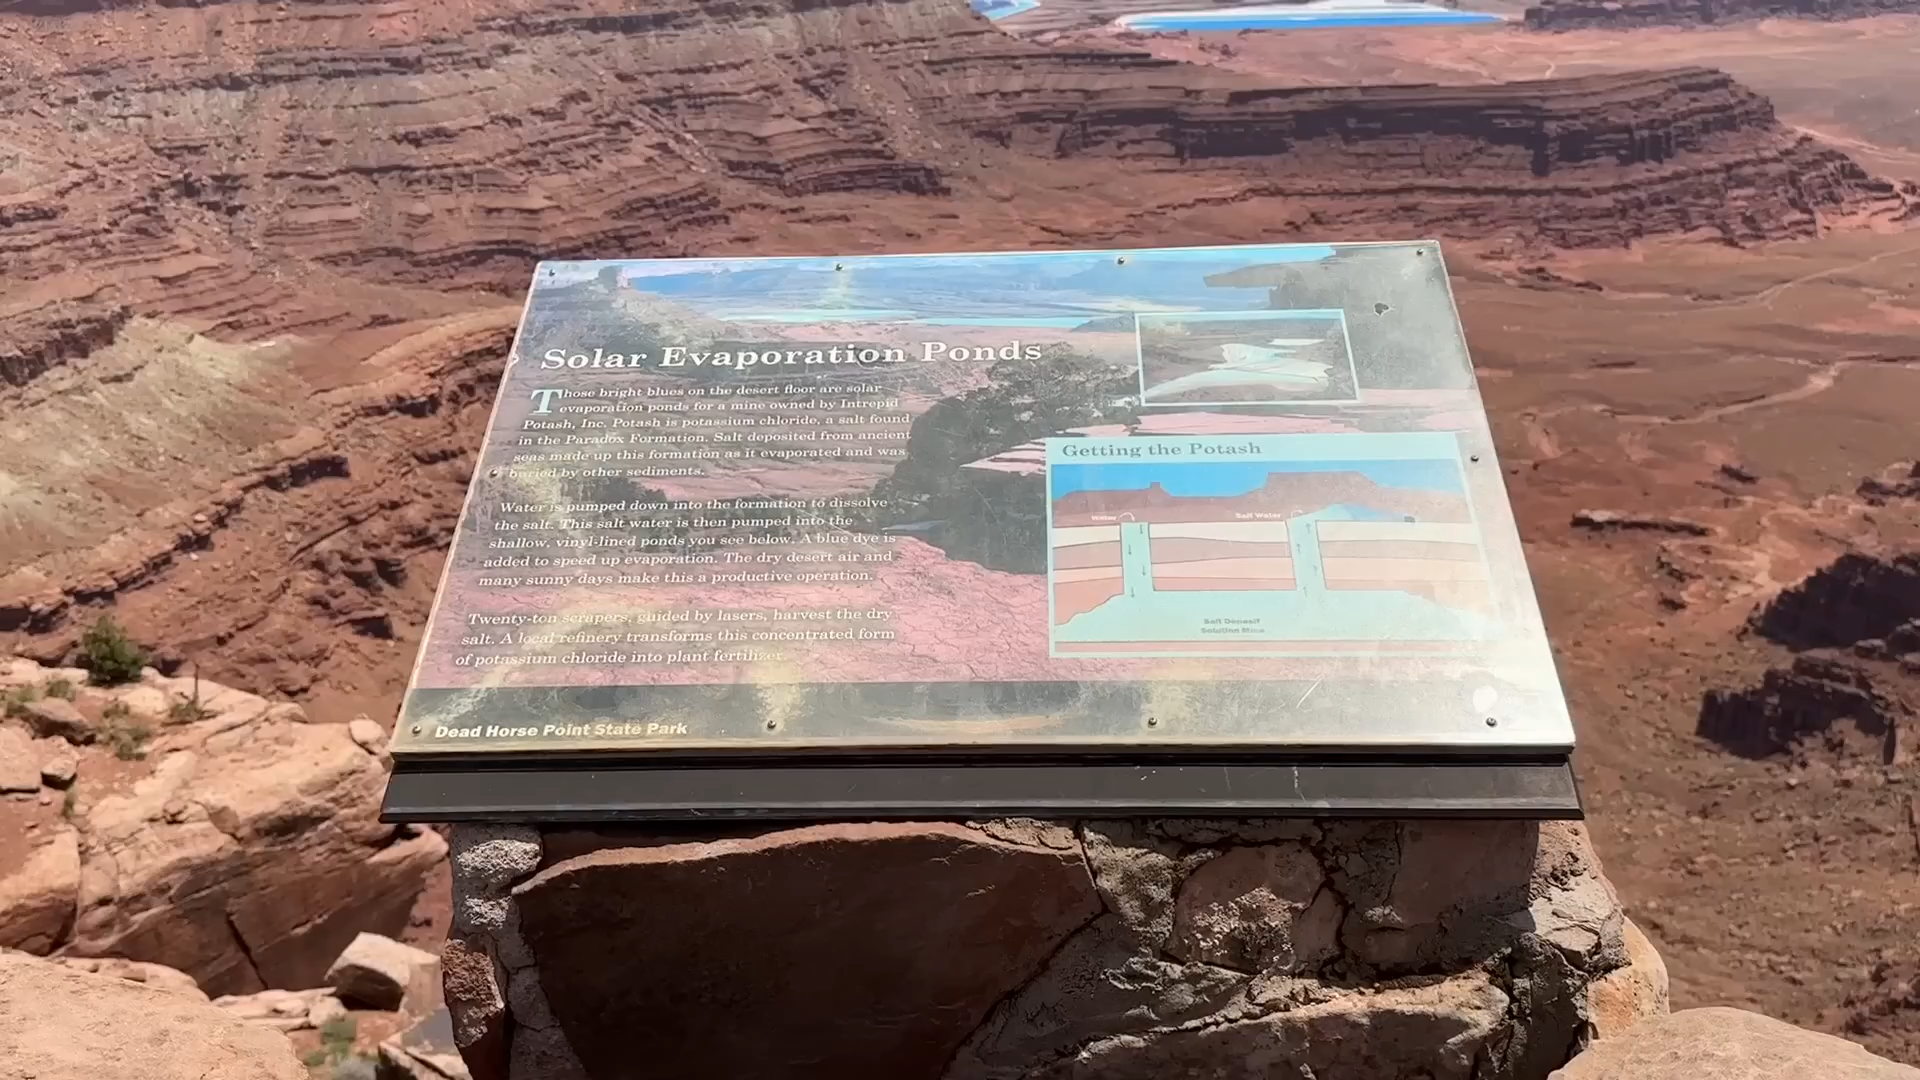 Solar Evaporation Ponds
Those bright blues on the desert floor are solar
evaporation ponds for a mine owned by Intrepid
Potash, Inc. Potash is potassium chloride, a salt found
in the Paradox Formation. Salt deposited from ancient
seas made up this formation as it evaporated and was
buried by other sediments.
Water is pumped down into the formation to dissolve
the salt. This salt water is then pumped into the
shallow, vinyl-lined ponds you see below. A blue dye is
added to speed up evaporation. The dry desert air and
many sunny days make this a productive operation.
Twenty-ton scrapers, guided by lasers, harvest the dry
salt. A local refinery transforms this concentrated form
of potassium chloride into plant fertilizer.
Getting the Potash
Water
Salt Water
Salt Deposit
Solution Mine
Dead Horse Point State Park